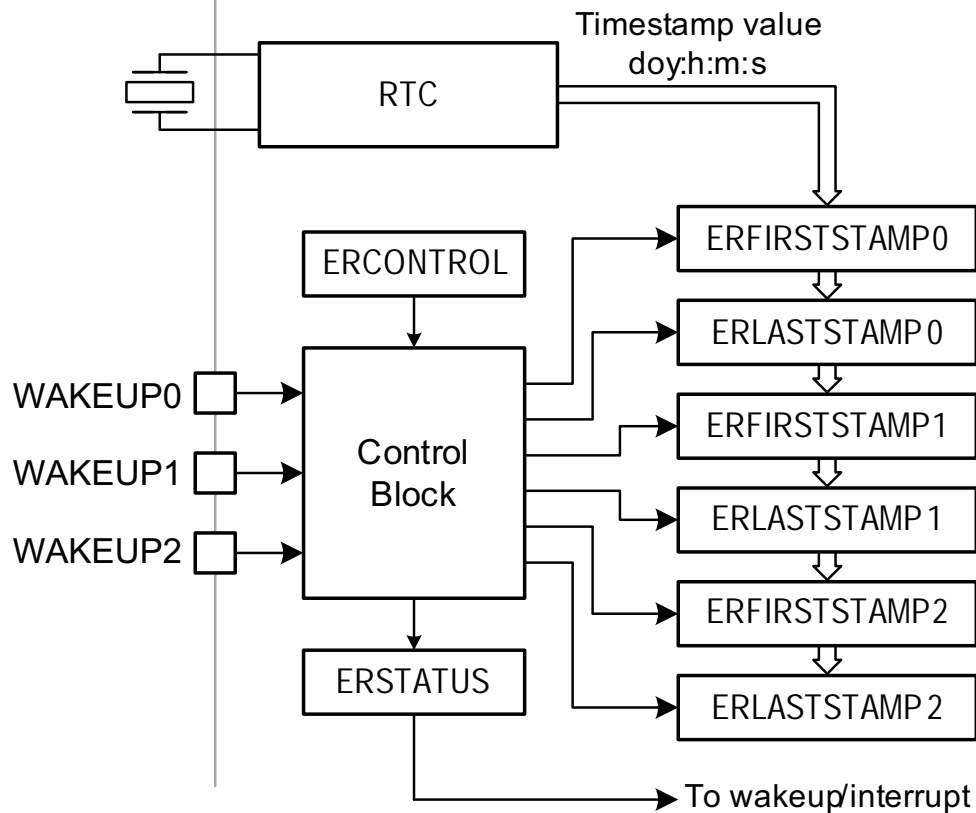 Timestamp value
doy:h:m:s
RTC
ERCONTROL
ERFIRSTSTAMP0
ERLASTSTAMP0
WAKEUP0
ERFIRSTSTAMP1
WAKEUP1
Control
Block
ERLASTSTAMP1
WAKEUP2
ERFIRSTSTAMP2
ERSTATUS
ERLASTSTAMP2
To wakeup/interrupt